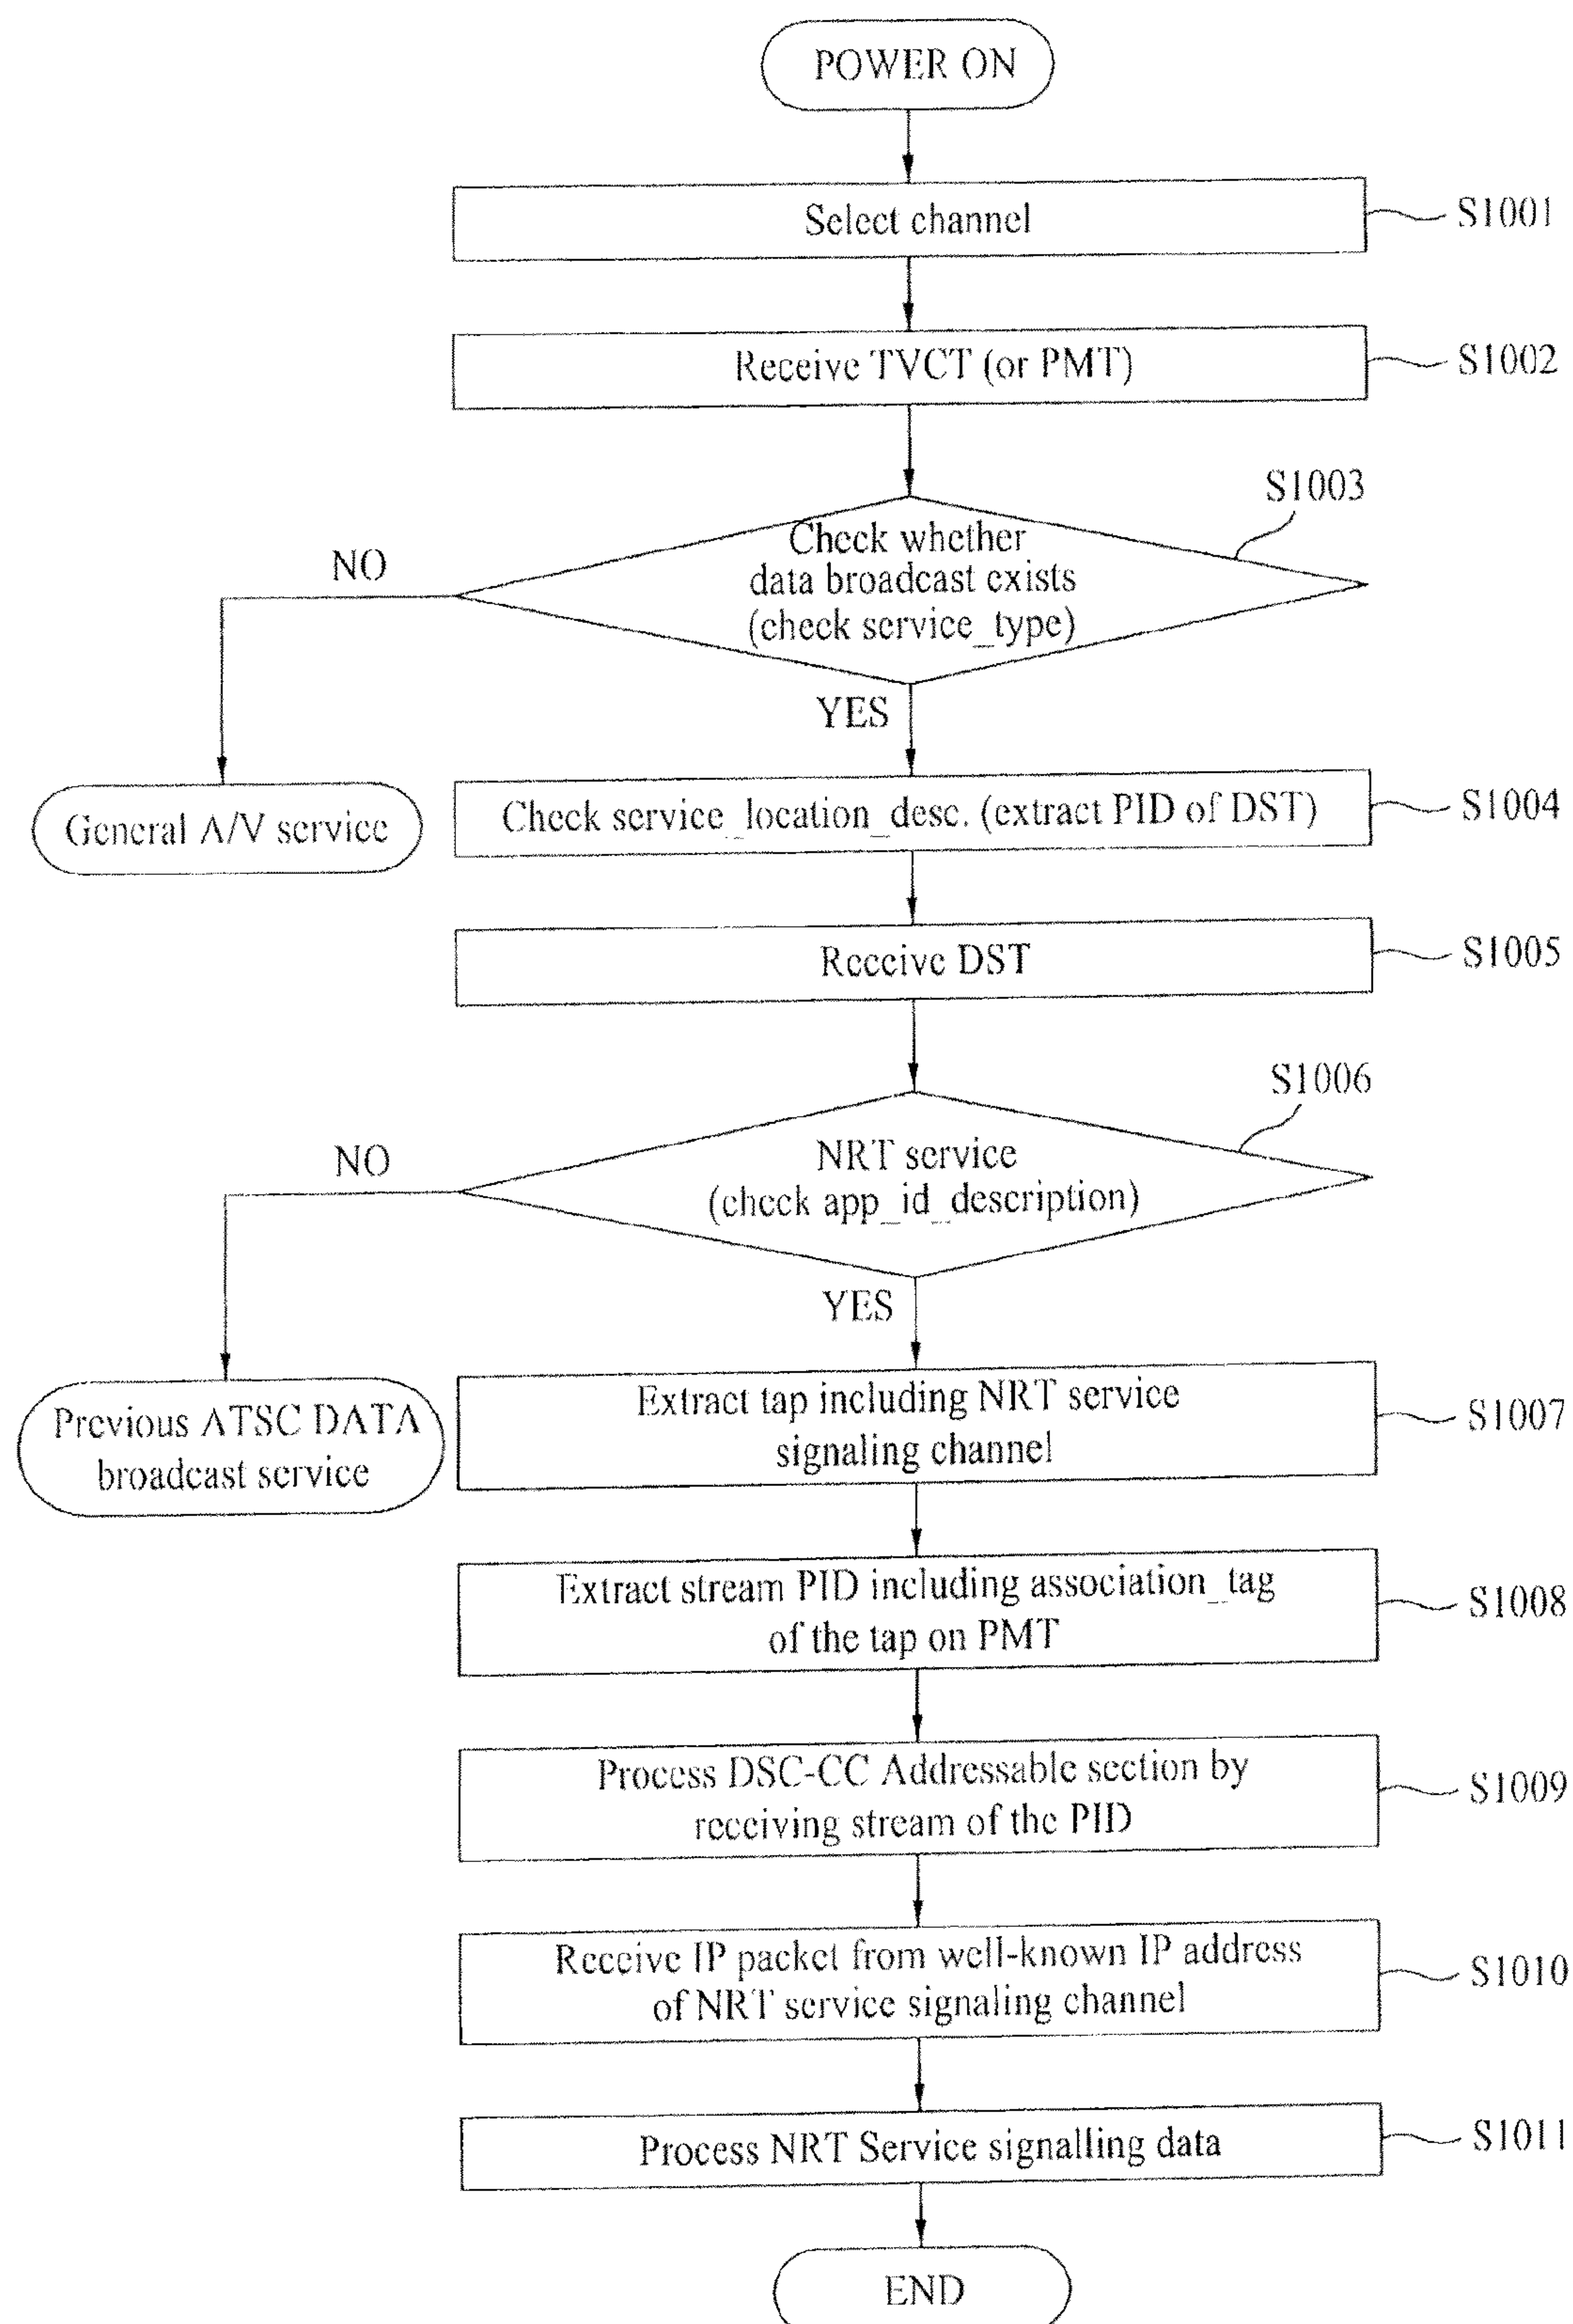 POWER ON
Select channel
S1001
Receive TVCT (or PMT)
S1002
S1003
Check whether
data broadcast exists
(check service_type)
NO
YES
General A/V service
Check service_location_desc. (extract PID of DST)
S1004
Receive DST
S1005
S1006
NRT service
(check app_id_description)
NO
YES
Previous ATSC DATA
broadcast service
Extract tap including NRT service
signaling channel
S1007
Extract stream PID including association_tag
of the tap on PMT
S1008
Process DSC-CC Addressable section by
receiving stream of the PID
S1009
Receive IP packet from well-known IP address
of NRT service signaling channel
S1010
Process NRT Service signalling data
S1011
END